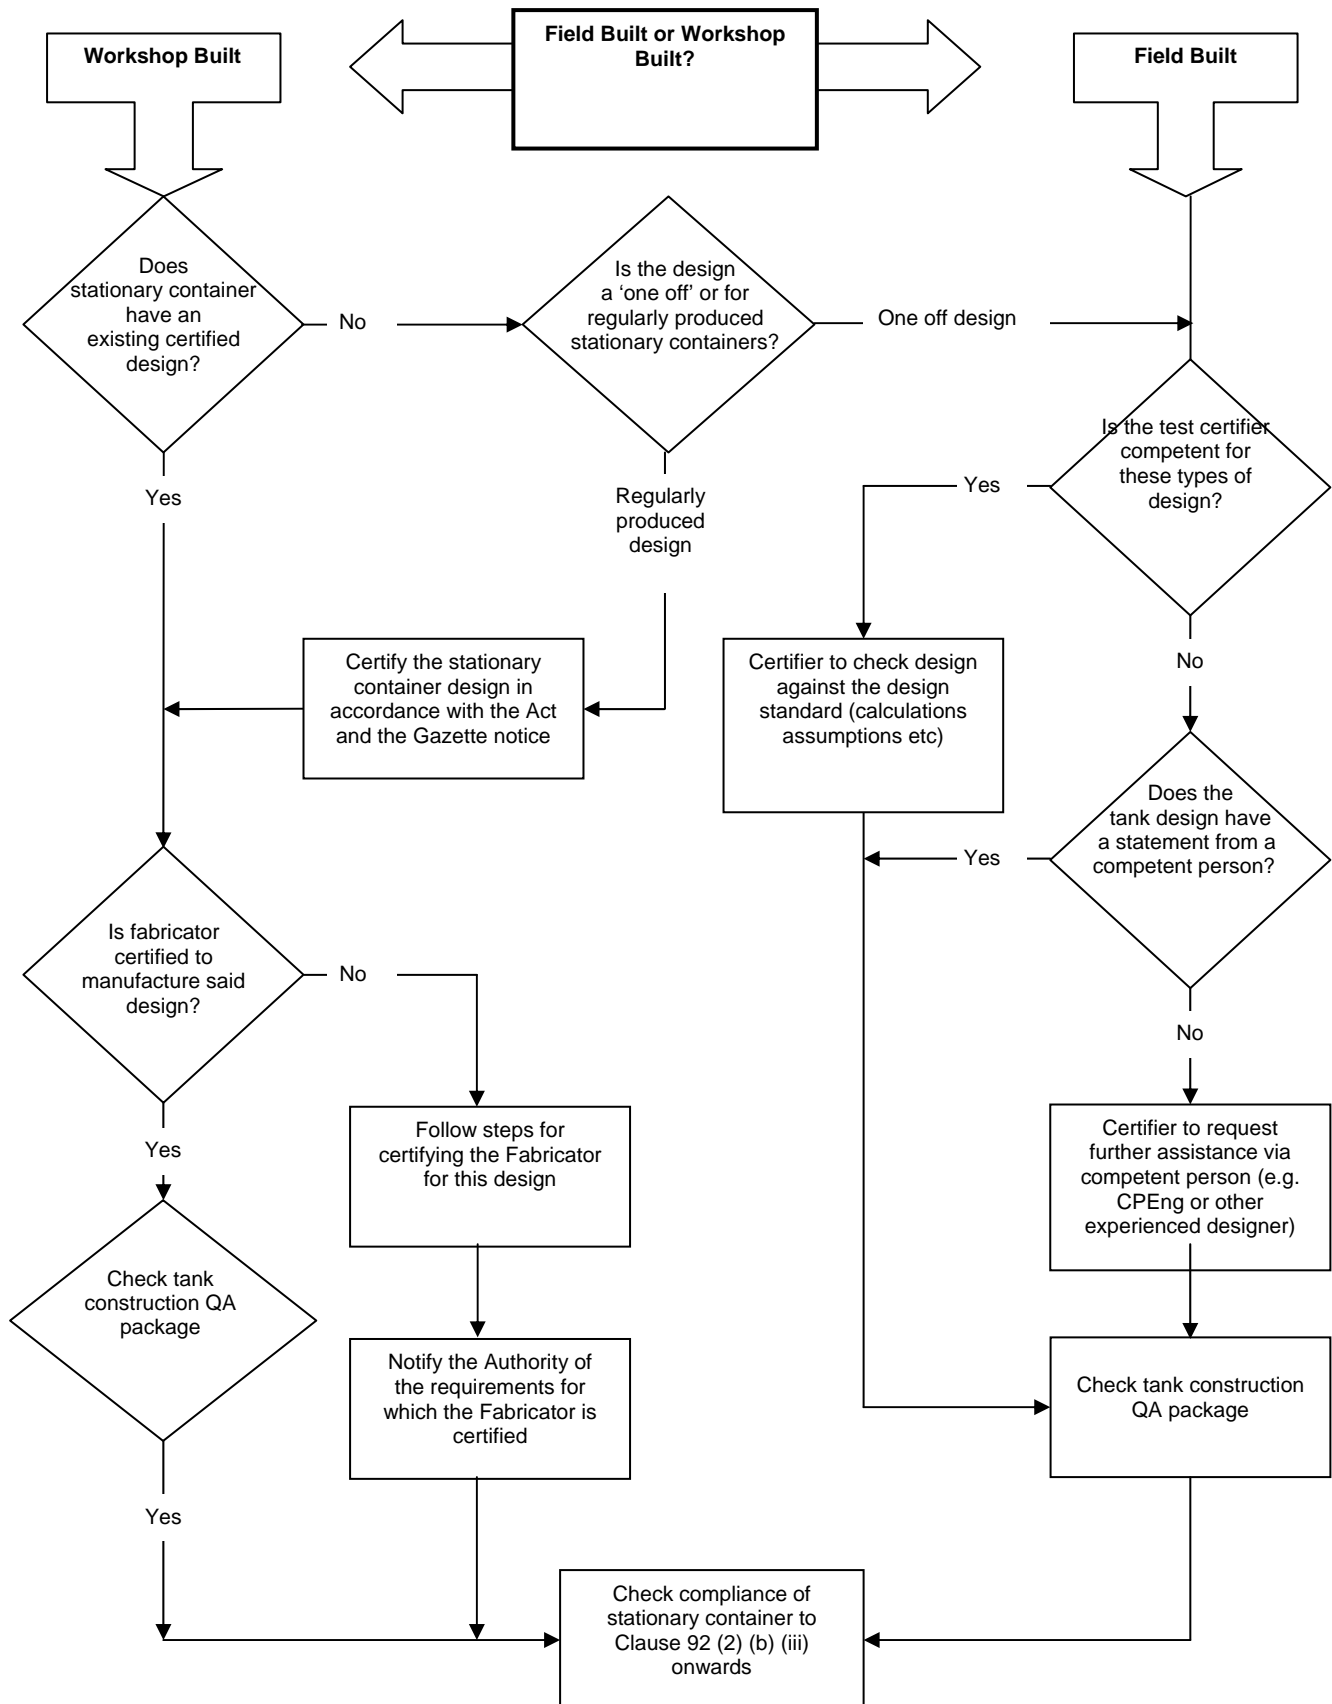 Workshop Built
Field Built or Workshop
Built?
Field Built
Does
stationary container
have an
existing certified
design?
No
Is the design
a ‘one off’ or for
regularly produced
stationary containers?
One off design
Is the test certifier
competent for
these types of
design?
Yes
Regularly
produced
design
Yes
No
Certify the stationary
container design in
accordance with the Act
and the Gazette notice
Certifier to check design
against the design
standard (calculations
assumptions etc)
Does the
tank design have
a statement from a
competent person?
Yes
Is fabricator
certified to
manufacture said
design?
No
No
Yes
Follow steps for
certifying the Fabricator
for this design
Certifier to request
further assistance via
competent person (e.g.
CPEng or other
experienced designer)
Check tank
construction QA
package
Notify the Authority of
the requirements for
which the Fabricator is
certified
Check tank construction
QA package
Yes
Check compliance of
stationary container to
Clause 92 (2) (b) (iii)
onwards